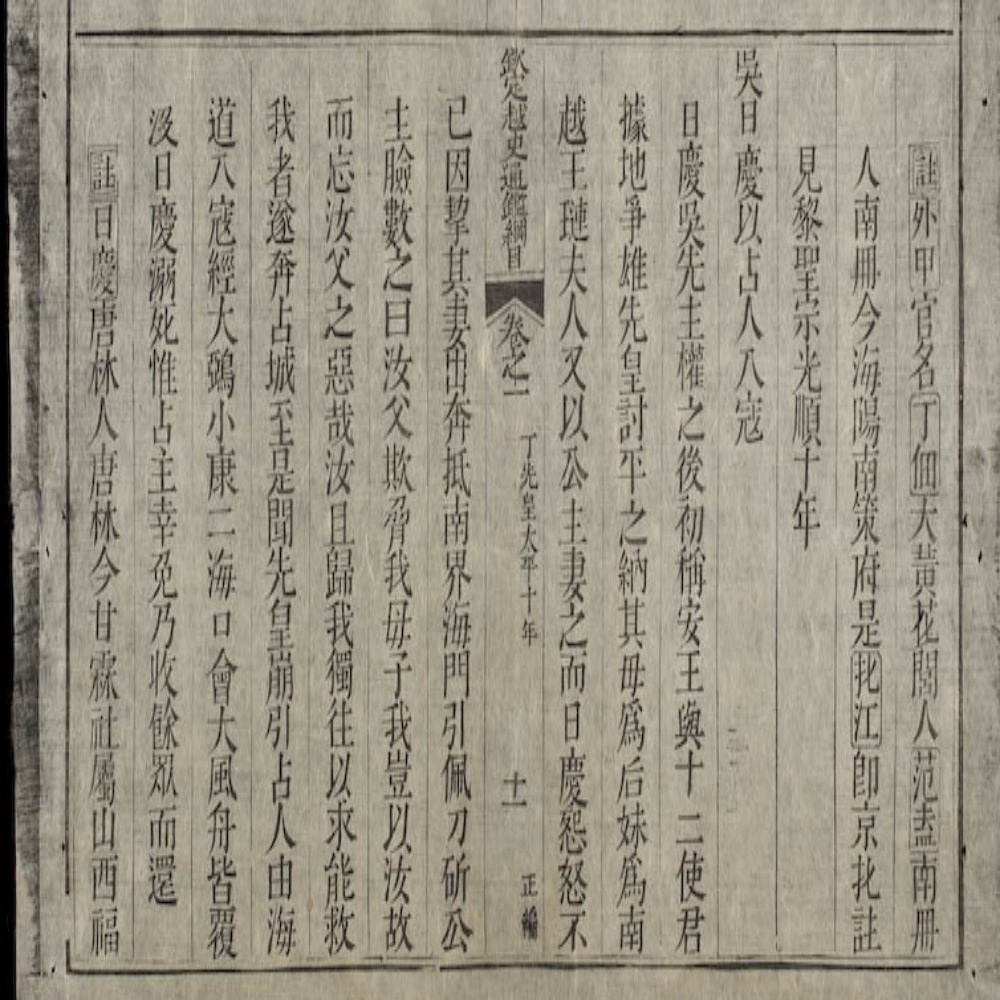 註外甲官名丁佃大黃花閭人范盍南冊
人南冊今海陽南策府是批江卽京批註
見黎聖宗光順十年
吳日慶以占人入寇
日慶吳先主權之後初稱安王與十二使君
據地爭雄先皇討平之納其母爲后妹爲南
越王璉夫人又以公主妻之而日慶怨怒不
欽定越史通鑑綱目 卷之一 丁先皇太平十年 十一 正編
已因挈其妻出奔抵南界海門引佩刀斫公
主臉數之曰汝父欺脅我母子我豈以汝故
而忘汝父之惡哉汝且歸我獨往以求能救
我者遂奔占城至是聞先皇崩引占人由海
道入寇經大鵶小康二海口會大風舟皆覆
沒日慶溺死惟占主幸免乃收餘眾而還
註日慶唐林人唐林今甘霖社屬山西福